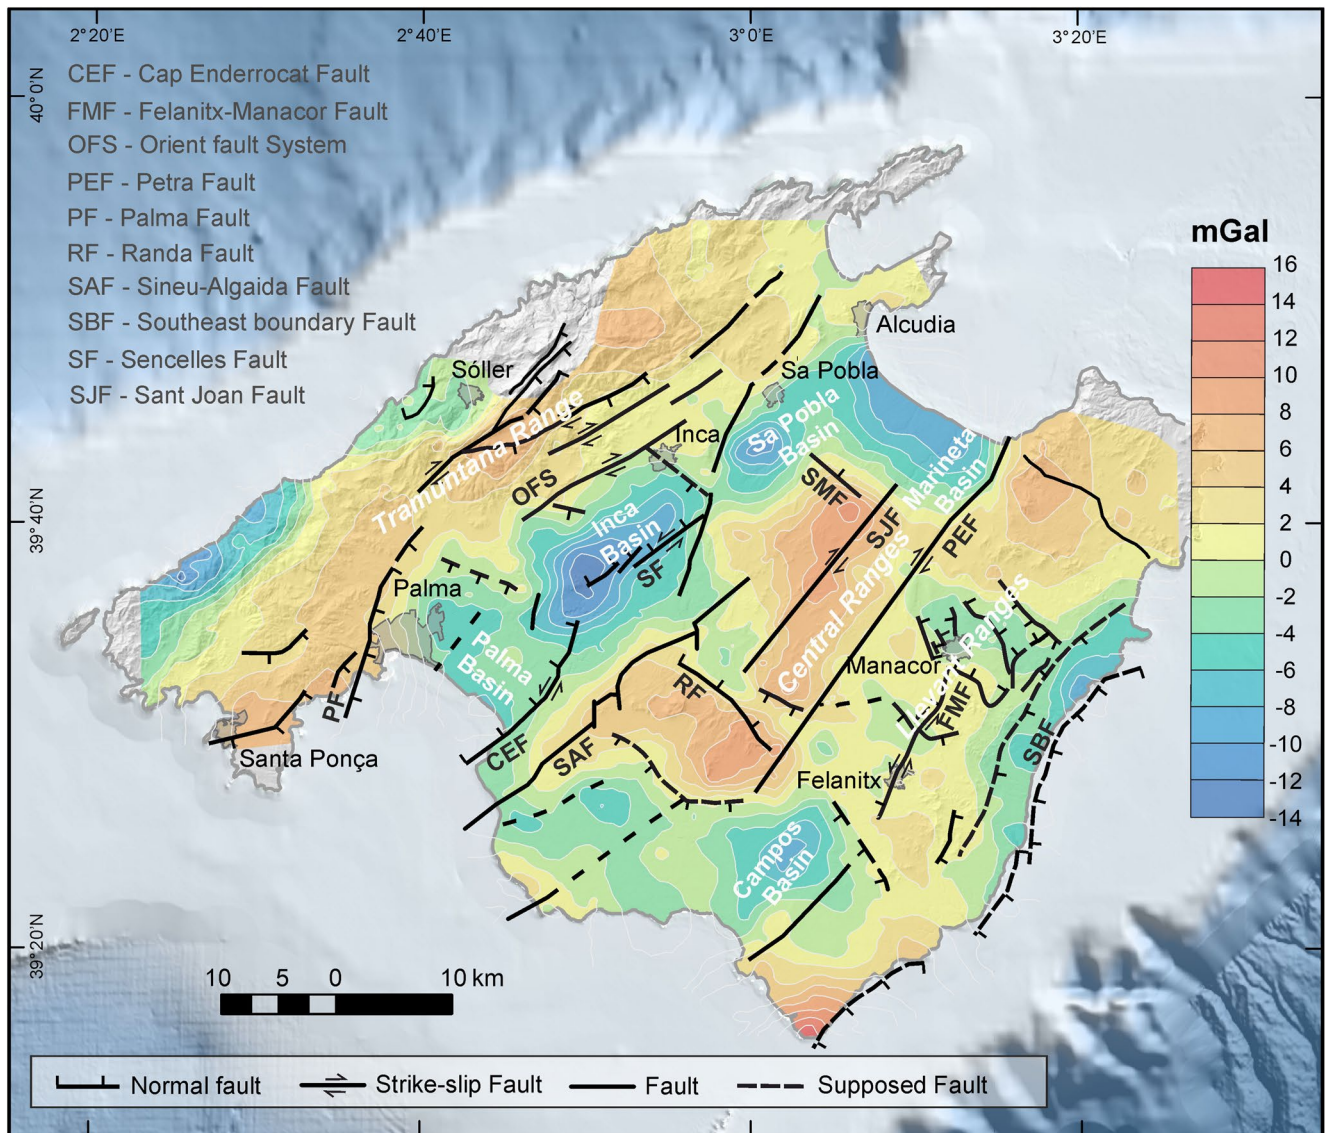 2°20'E
2°40'E
3°0'E
3°20'E
40°0'N
39°40'N
39°20'N
CEF - Cap Enderrocat Fault
FMF - Felanitx-Manacor Fault
OFS - Orient fault System
PEF - Petra Fault
PF - Palma Fault
RF - Randa Fault
SAF - Sineu-Algaida Fault
SBF - Southeast boundary Fault
SF - Sencelles Fault
SJF - Sant Joan Fault
mGal
16
14
12
10
8
6
4
2
0
-2
-4
-6
-8
-10
-12
-14
Alcudia
Sóller
Sa Pobla
Tramuntana Range
Inca
Sa Pobla
Basin
Marineta
Basin
OFS
SMF
Inca
Basin
SJF
PEF
SF
Palma
Central Ranges
Levant Ranges
Palma
Basin
Manacor
RF
PF
FMF
SBF
CEF
SAF
Santa Ponça
Felanitx
Campos
Basin
10 5 0 10 km
Normal fault
Strike-slip Fault
Fault
Supposed Fault